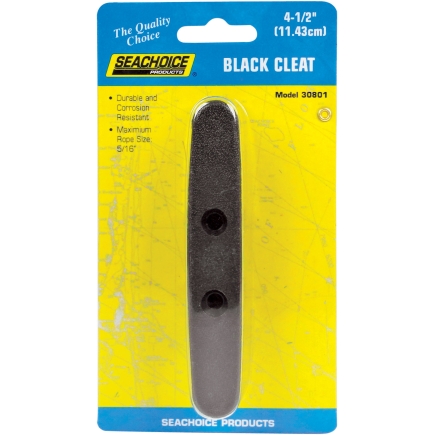 The Quality
Choice
4-1/2"
(11.43cm)
SEACHOICE
PRODUCTS
BLACK CLEAT
Model 30801
• Durable and
Corrosion
Resistant
• Maximum
Rope Size,
5/16"
SEACHOICE PRODUCTS